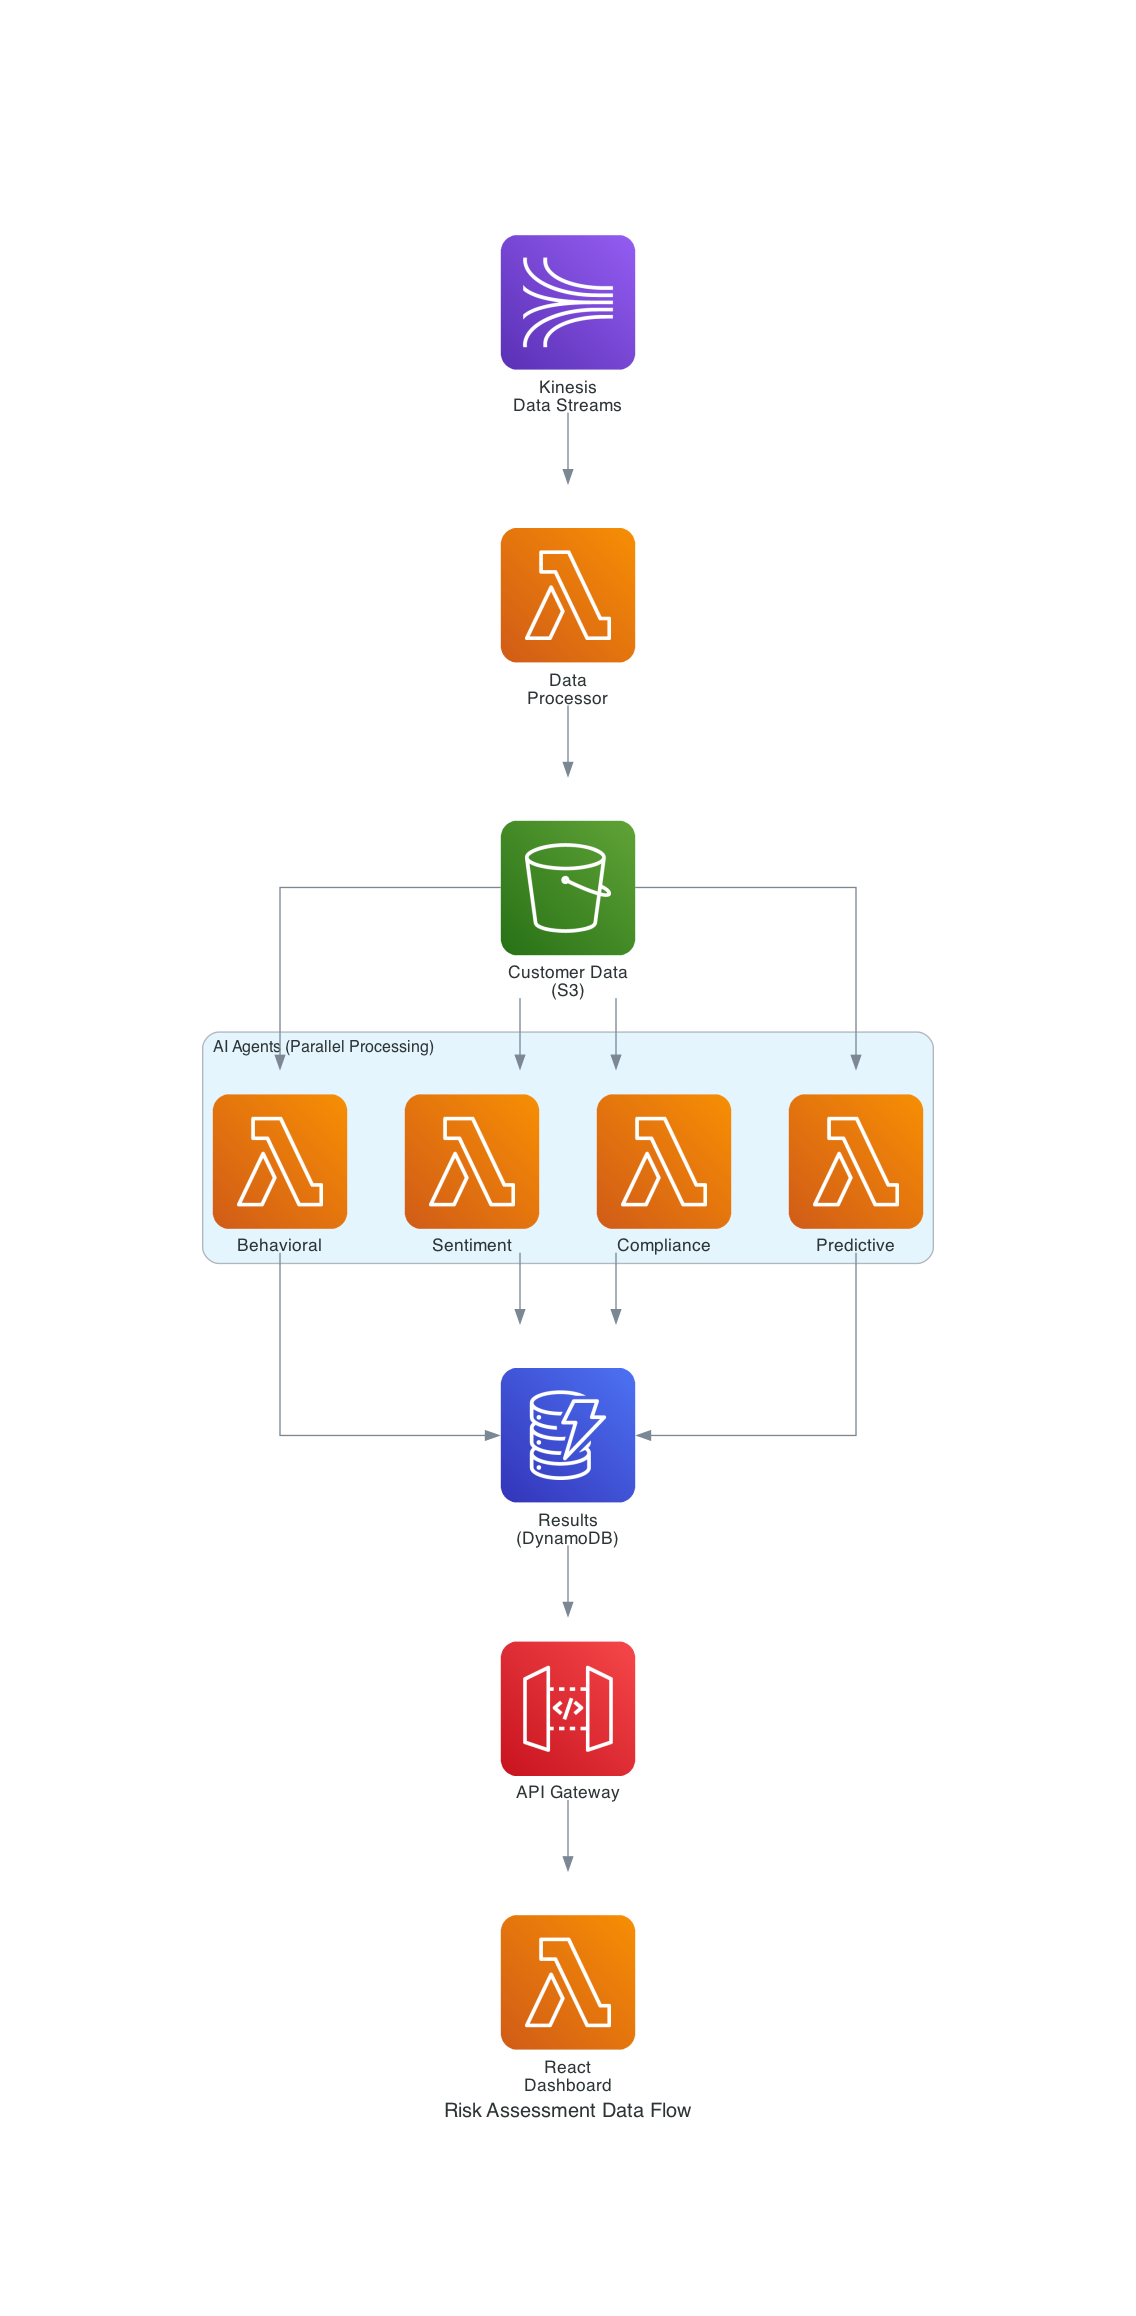 Kinesis
Data Streams
Data
Processor
Customer Data
(S3)
AI Agents (Parallel Processing)
Behavioral
Sentiment
Compliance
Predictive
Results
(DynamoDB)
API Gateway
React
Dashboard
Risk Assessment Data Flow